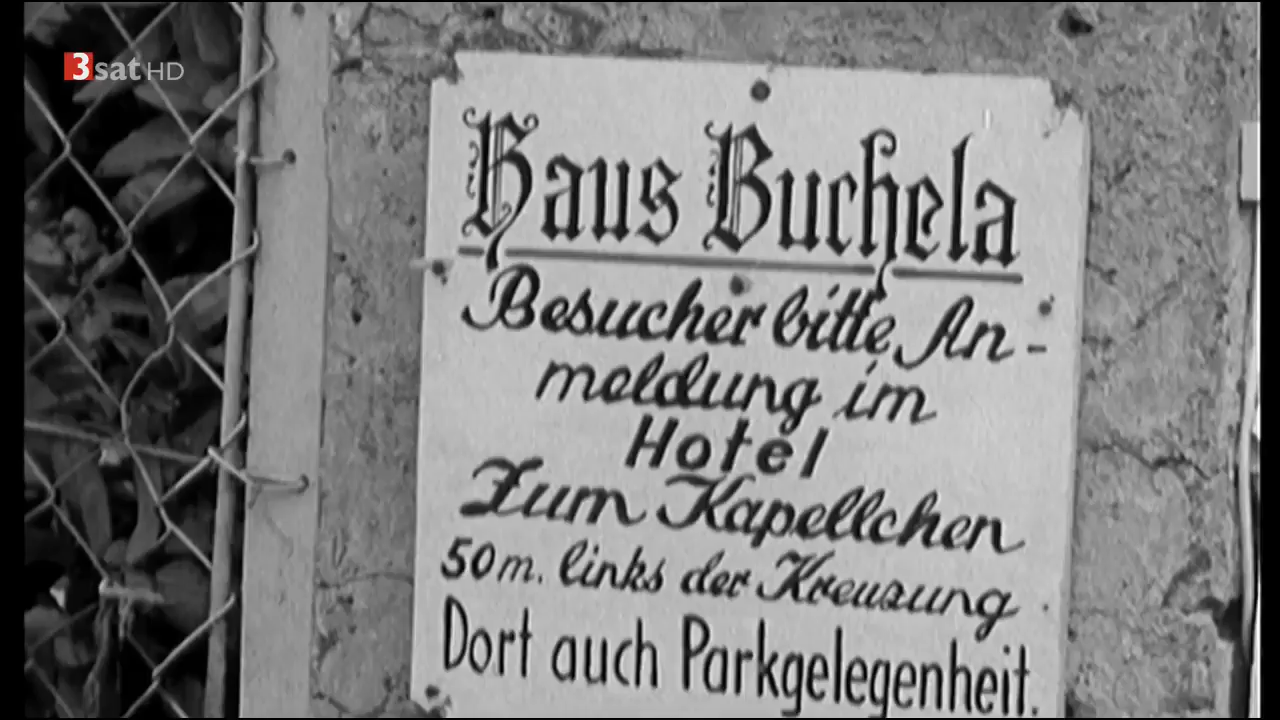 3sat HD
Haus Buchela
Besucher bitte An-
meldung im
Hotel
Zum Kapellchen
50m. links der Kreuzung
Dort auch Parkgelegenheit.